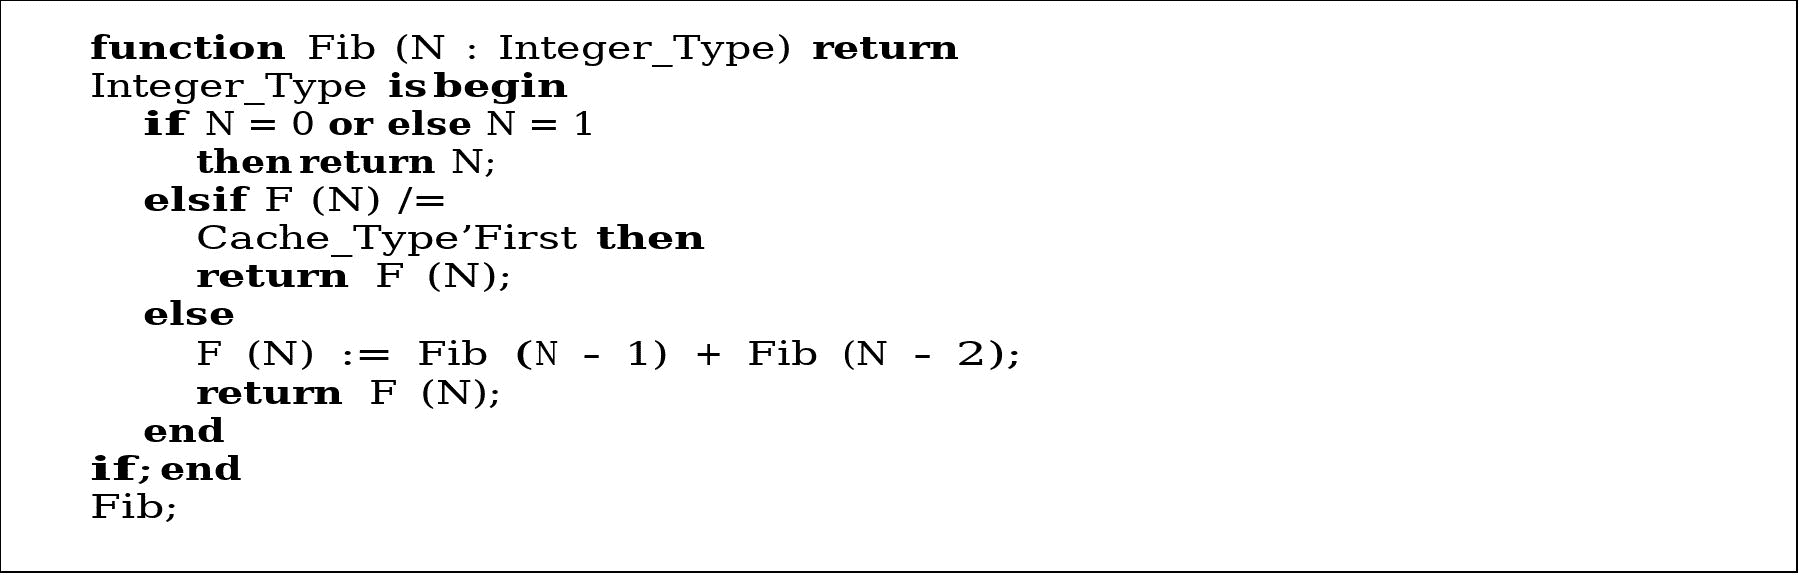 function Fib (N : Integer_Type) return
Integer_Type is begin
if N = 0 or else N = 1
then return N;
elsif F (N) /=
Cache_Type’First then
return F (N);
else
F (N) := Fib (N – 1) + Fib (N – 2);
return F (N);
end
if; end
Fib;